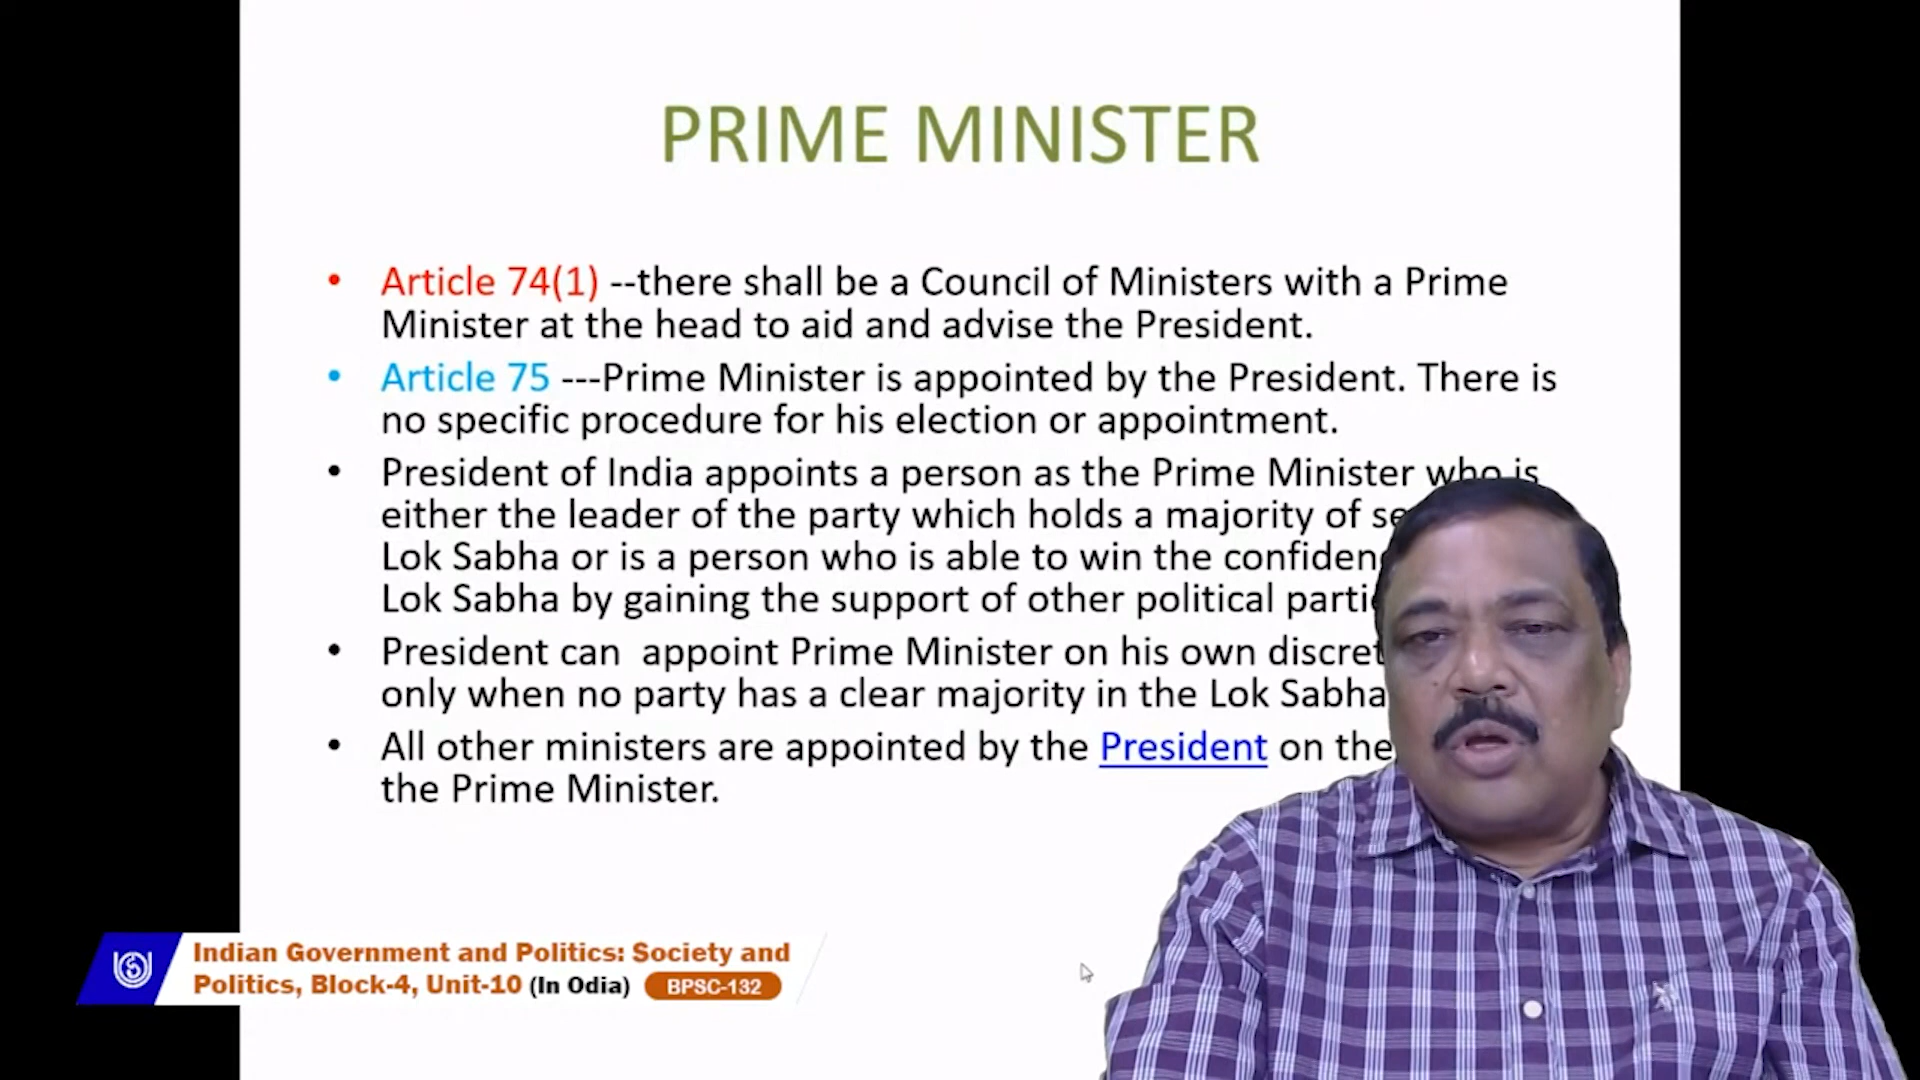 PRIME MINISTER
• Article 74(1) --there shall be a Council of Ministers with a Prime
Minister at the head to aid and advise the President.
• Article 75 ---Prime Minister is appointed by the President. There is
no specific procedure for his election or appointment.
• President of India appoints a person as the Prime Minister who is
either the leader of the party which holds a majority of
Lok Sabha or is a person who is able to win the
Lok Sabha by gaining the support of other political
• President can  appoint Prime Minister on his own
only when no party has a clear majority in the Lok Sabha
• All other ministers are appointed by the President on the
the Prime Minister.
Indian Government and Politics: Society and
Politics, Block-4, Unit-10 (In Odia) BPSC-132